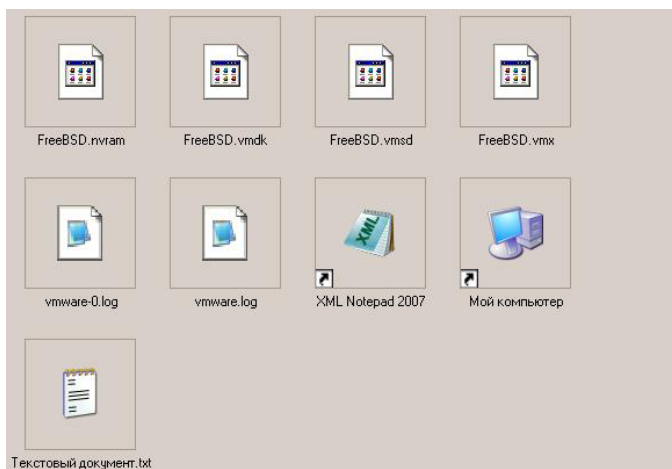 FreeBSD.nvram
FreeBSD.vmdk
FreeBSD.vmsd
FreeBSD.vmx
vmware-0.log
vmware.log
XML
XML Notepad 2007
Мой компьютер
Текстовый документ.txt